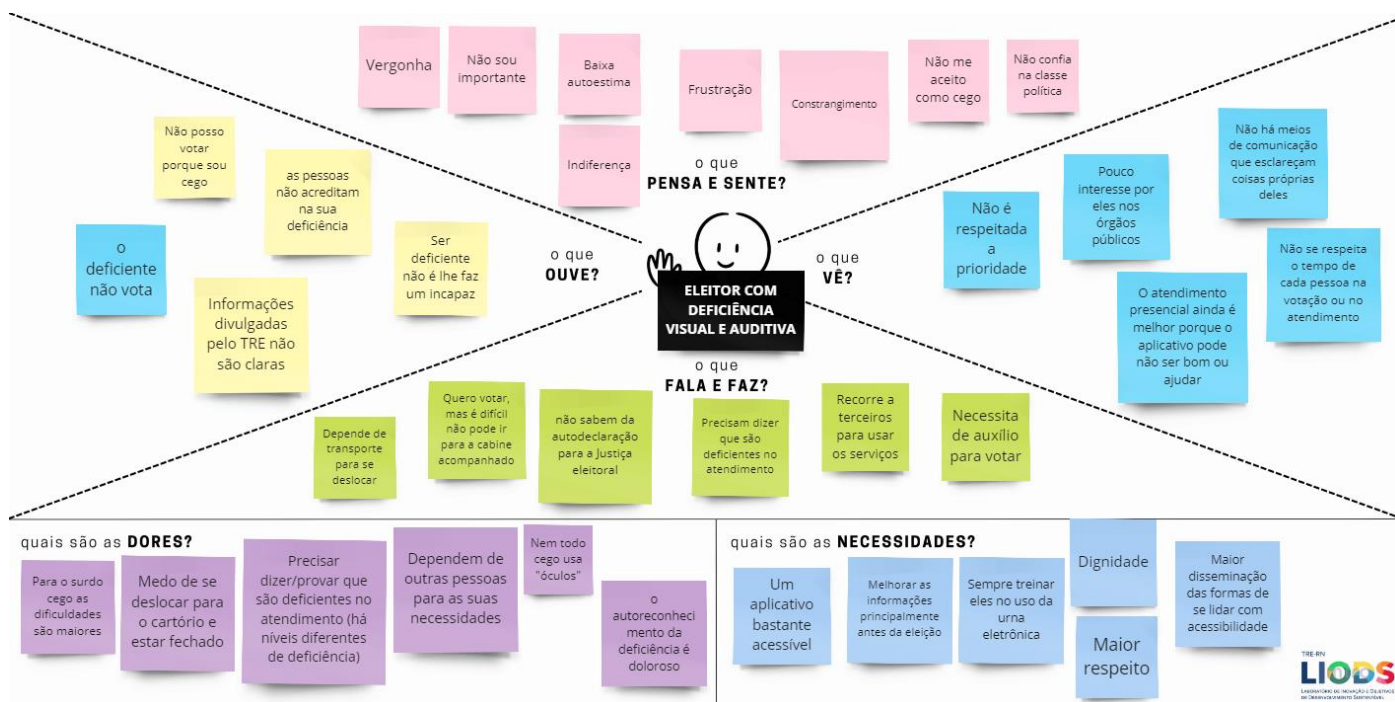 Vergonha
Não sou
importante
Baixa
autoestima
Frustração
Constrangimento
Não me
aceito
como cego
Não confia
na classe
política
Indiferença
o que
PENSA E SENTE?
Não posso
votar
porque sou
cego
as pessoas
não acreditam
na sua
deficiência
o
deficiente
não vota
Ser
deficiente
não é lhe faz
um incapaz
Informações
divulgadas
pelo TRE não
são claras
o que
OUVE?
ELEITOR COM
DEFICIÊNCIA
VISUAL E AUDITIVA
o que
VÊ?
Não é
respeitada
a
prioridade
Pouco
interesse por
eles nos
órgãos
públicos
Não há meios
de comunicação
que esclareçam
coisas próprias
deles
O atendimento
presencial ainda é
melhor porque o
aplicativo pode
não ser bom ou
ajudar
Não se respeita
o tempo de
cada pessoa na
votação ou no
atendimento
o que
FALA E FAZ?
Depende de
transporte
para se
deslocar
Quero votar,
mas é difícil
não pode ir
para a cabine
acompanhado
não sabem da
autodeclaração
para a Justiça
eleitoral
Precisam dizer
que são
deficientes no
atendimento
Recorre a
terceiros
para usar
os serviços
Necessita
de auxílio
para votar
quais são as DORES?
Para o surdo
cego as
dificuldades
são maiores
Medo de se
deslocar para
o cartório e
estar fechado
Precisar
dizer/provar que
são deficientes no
atendimento (há
níveis diferentes
de deficiência)
Dependem de
outras pessoas
para as suas
necessidades
Nem todo
cego usa
"óculos"
o
autoreconheci
mento da
deficiência é
doloroso
quais são as NECESSIDADES?
Um
aplicativo
bastante
acessível
Melhorar as
informações
principalmente
antes da eleição
Sempre treinar
eles no uso da
urna
eletrônica
Dignidade
Maior
respeito
Maior
disseminação
das formas de
se lidar com
acessibilidade
TRE-RN
LIODS
LABORATÓRIO DE INOVAÇÃO E OBJETIVOS
DE DESENVOLVIMENTO SUSTENTÁVEL